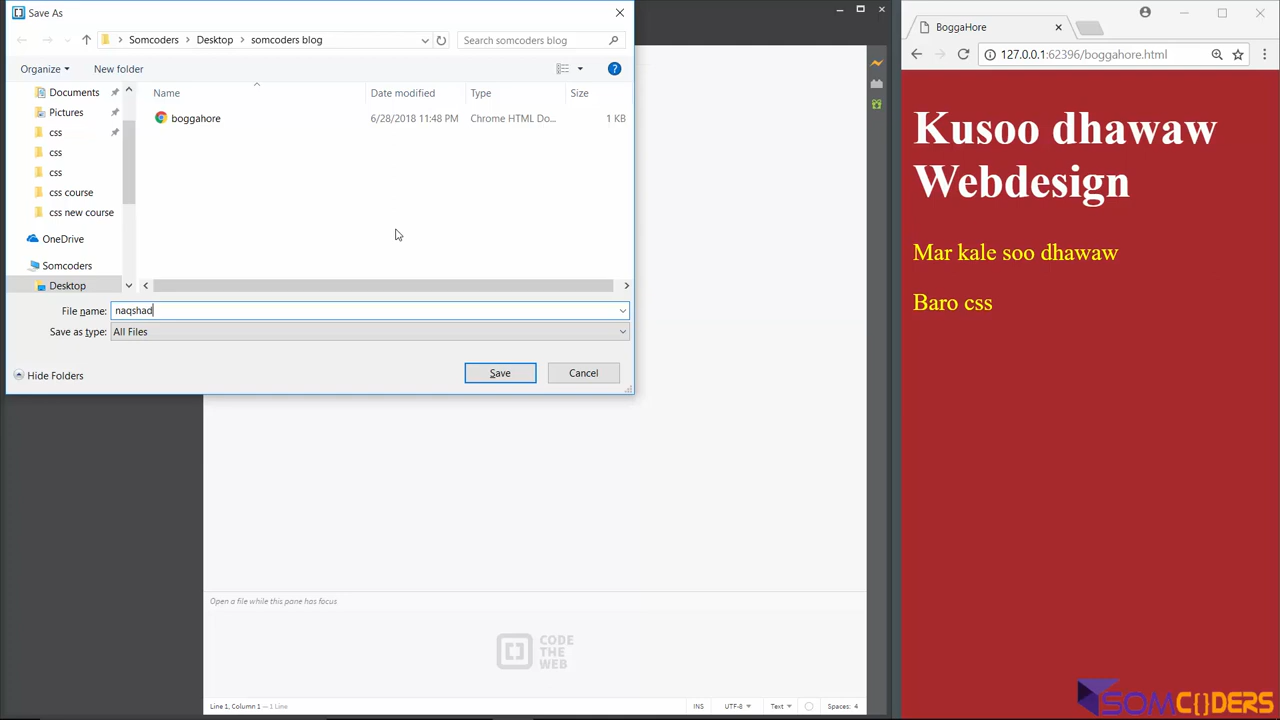 Save As
Somcoders
Desktop
somcoders blog
Search somcoders blog
Organize
New folder
?
Name
Date modified
Type
Size
Documents
Pictures
css
css
css
css course
css new course
OneDrive
Somcoders
Desktop
boggahore
6/28/2018 11:48 PM
Chrome HTML Do...
1 KB
File name:
naqshad
Save as type:
All Files
Hide Folders
Save
Cancel
Open a file while this pane has focus
CODE
THE
WEB
Line 1, Column 1 — 1 Line
INS
UTF-8
Text
Spaces: 4
BoggaHore
127.0.0.1:62396/boggahore.html
Kusoo dhawaw
Webdesign
Mar kale soo dhawaw
Baro css
SOMC{}DERS